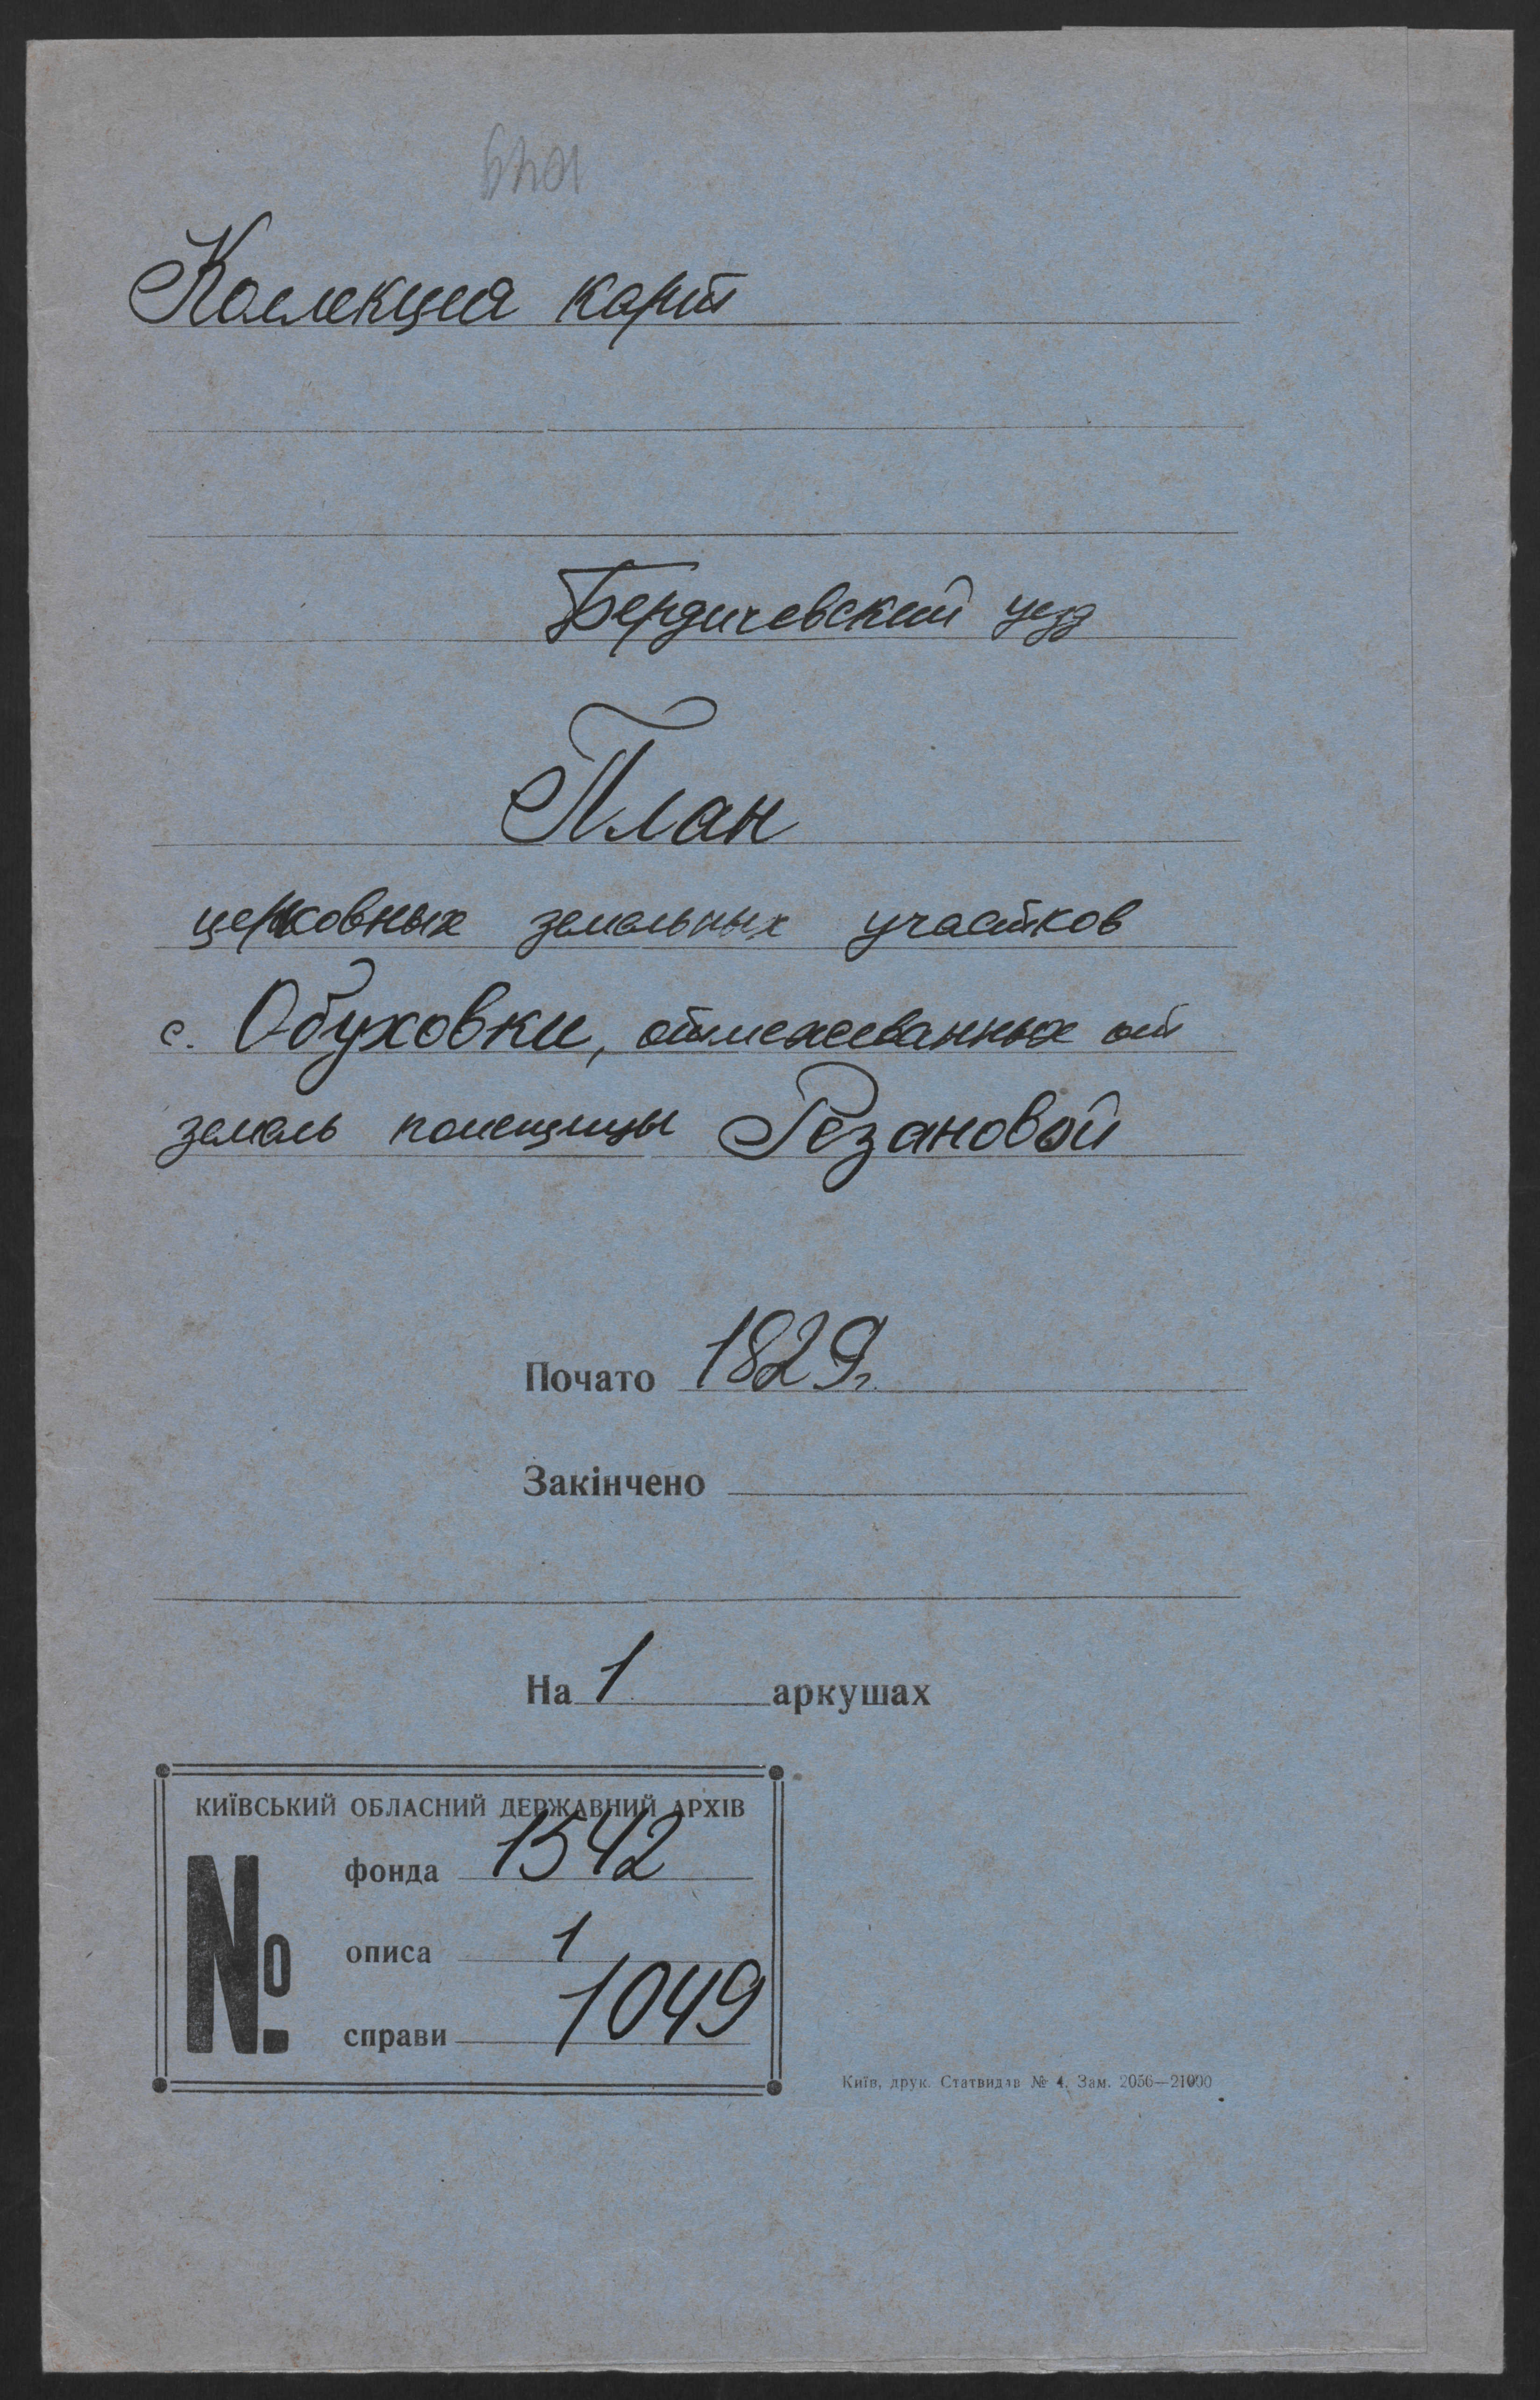 1049
Коллекция карт
Бердичевский уезд
План
церковных земельных участков
с. Обуховки, отмежеванных от
земель помещицы Резановой
Почато 1829г.
Закінчено
На 1 аркушах
КИЇВСЬКИЙ ОБЛАСНИЙ ДЕРЖАВНИЙ АРХІВ
№
фонда 1542
описа 1
справи 1049
Київ, друк. Статвидав № 4. Зам. 2056—21000